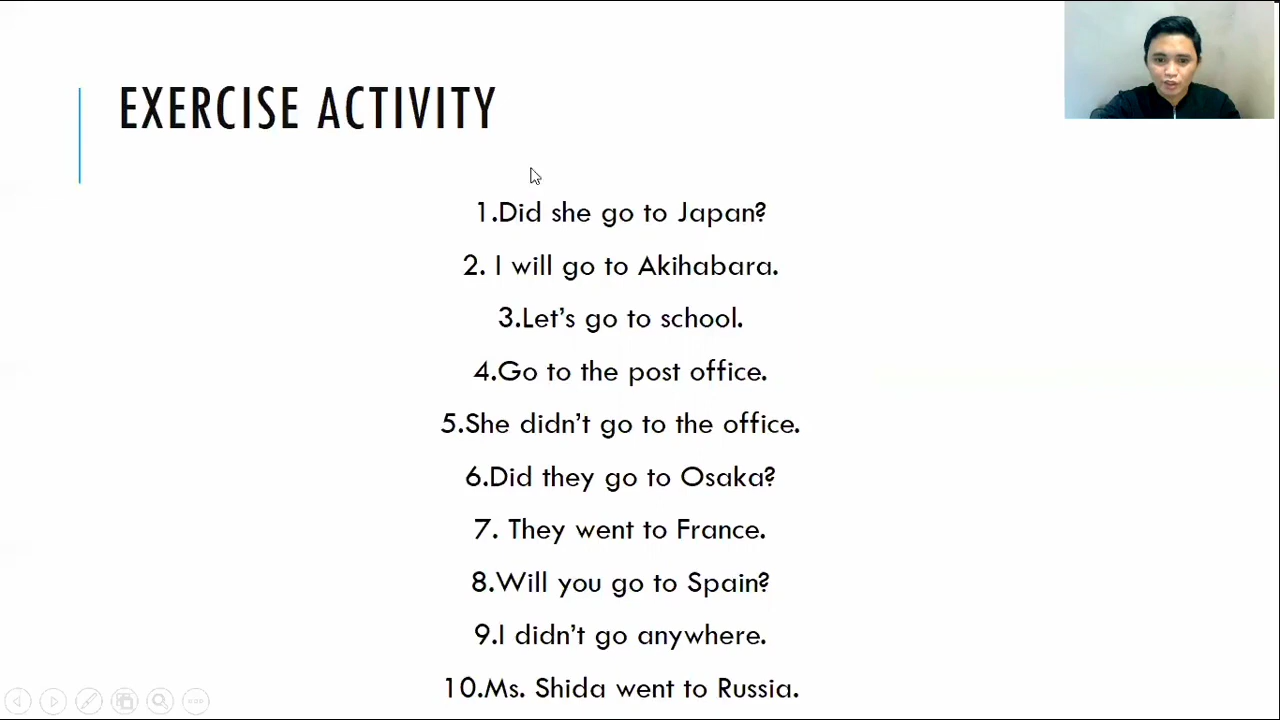 EXERCISE ACTIVITY
1.Did she go to Japan?
2. I will go to Akihabara.
3.Let's go to school.
4.Go to the post office.
5.She didn't go to the office.
6.Did they go to Osaka?
7. They went to France.
8.Will you go to Spain?
9.I didn't go anywhere.
10.Ms. Shida went to Russia.